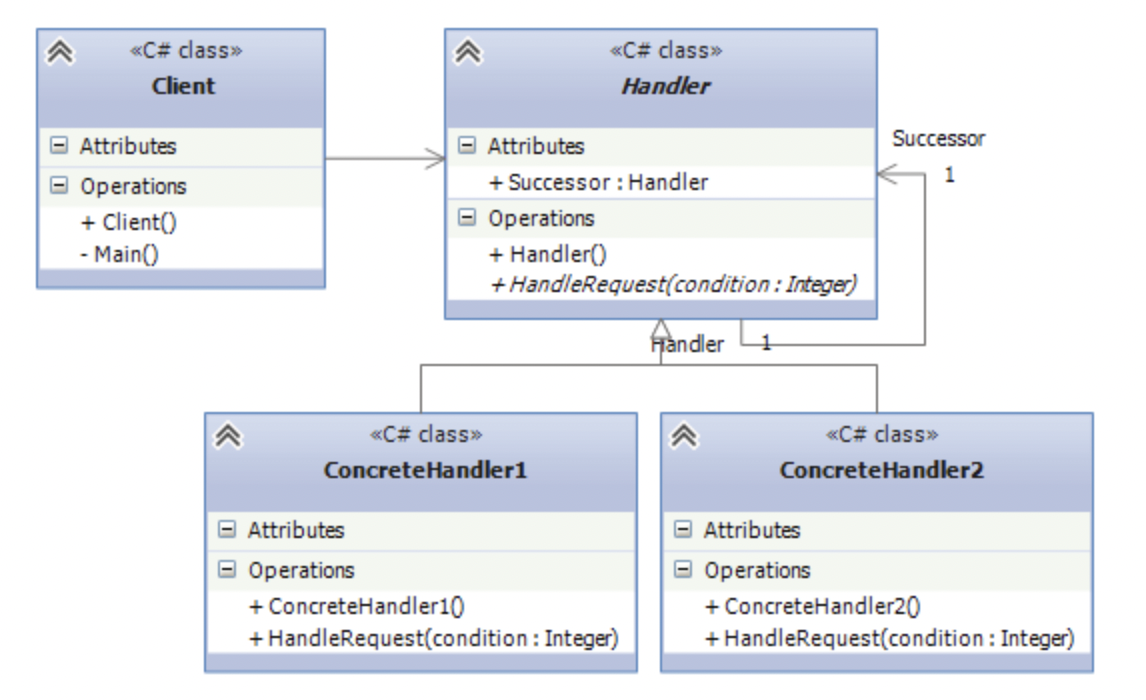 «C# class»
Client
Attributes
Operations
+ Client()
- Main()
«C# class»
Handler
Attributes
+ Successor : Handler
Operations
+ Handler()
+ HandleRequest(condition : Integer)
Successor
1
Handler
1
«C# class»
ConcreteHandler1
Attributes
Operations
+ ConcreteHandler1()
+ HandleRequest(condition : Integer)
«C# class»
ConcreteHandler2
Attributes
Operations
+ ConcreteHandler2()
+ HandleRequest(condition : Integer)